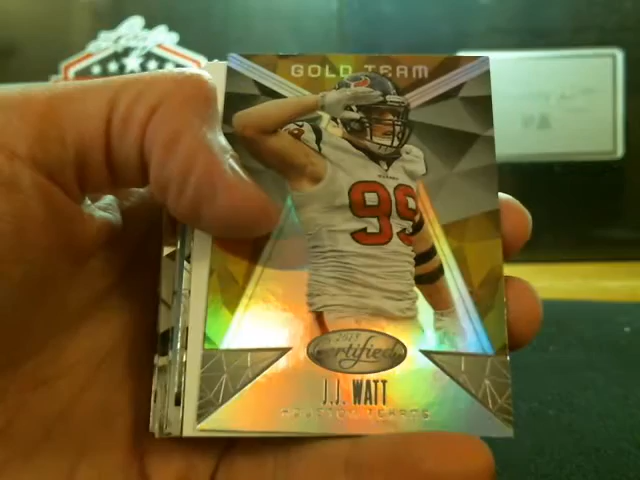 GOLD TEAM
99
certified
J.J. WATT
HOUSTON TEXANS